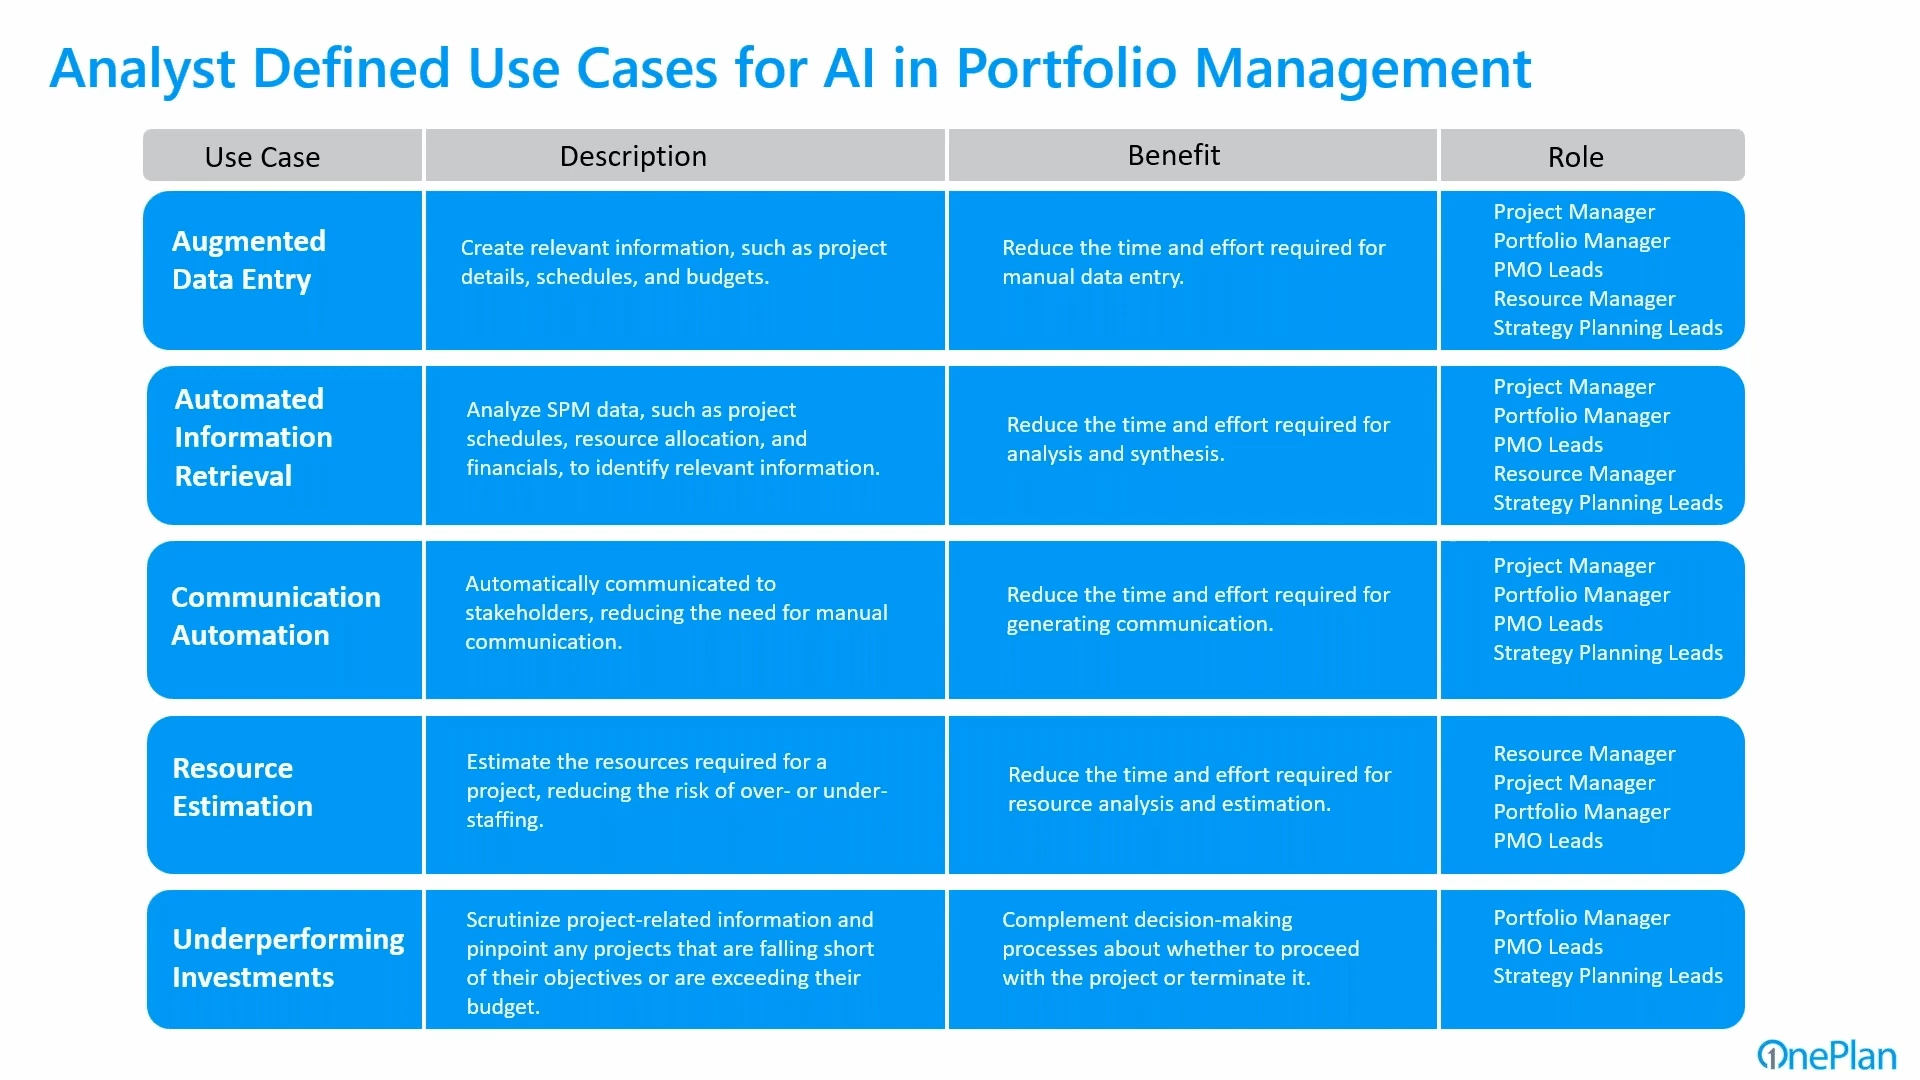 Analyst Defined Use Cases for AI in Portfolio Management
Use Case
Description
Benefit
Role
Augmented
Data Entry
Create relevant information, such as project
details, schedules, and budgets.
Reduce the time and effort required for
manual data entry.
Project Manager
Portfolio Manager
PMO Leads
Resource Manager
Strategy Planning Leads
Automated
Information
Retrieval
Analyze SPM data, such as project
schedules, resource allocation, and
financials, to identify relevant information.
Reduce the time and effort required for
analysis and synthesis.
Project Manager
Portfolio Manager
PMO Leads
Resource Manager
Strategy Planning Leads
Communication
Automation
Automatically communicated to
stakeholders, reducing the need for manual
communication.
Reduce the time and effort required for
generating communication.
Project Manager
Portfolio Manager
PMO Leads
Strategy Planning Leads
Resource
Estimation
Estimate the resources required for a
project, reducing the risk of over- or under-
staffing.
Reduce the time and effort required for
resource analysis and estimation.
Resource Manager
Project Manager
Portfolio Manager
PMO Leads
Underperforming
Investments
Scrutinize project-related information and
pinpoint any projects that are falling short
of their objectives or are exceeding their
budget.
Complement decision-making
processes about whether to proceed
with the project or terminate it.
Portfolio Manager
PMO Leads
Strategy Planning Leads
OnePlan